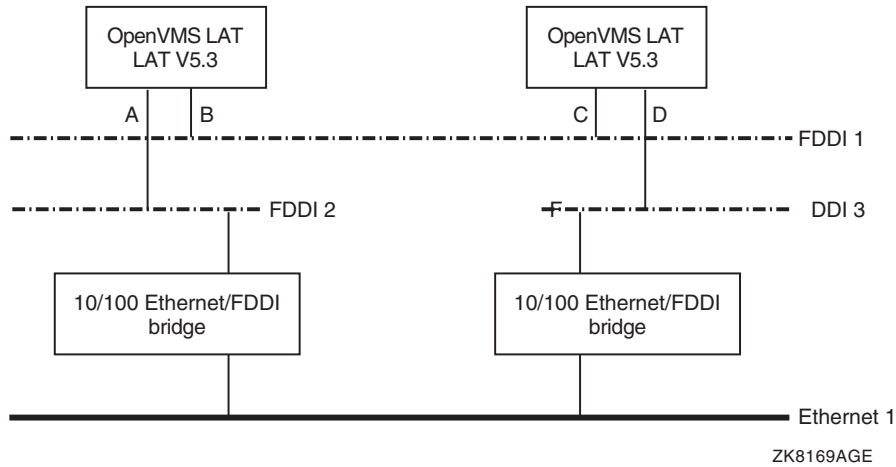 OpenVMS LAT
LAT V5.3
OpenVMS LAT
LAT V5.3
A
B
C
D
FDDI 1
FDDI 2
F
DDI 3
10/100 Ethernet/FDDI
bridge
10/100 Ethernet/FDDI
bridge
Ethernet 1
ZK8169AGE